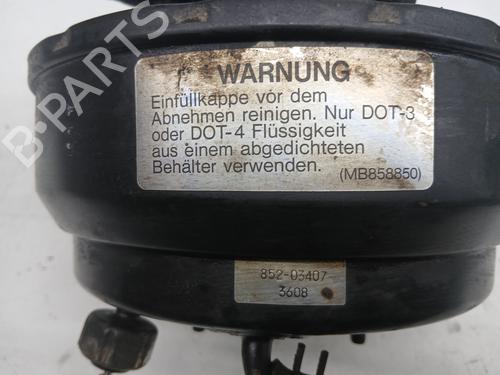 WARNUNG
Einfüllkappe vor dem
Abnehmen reinigen. Nur DOT-3
oder DOT-4 Flüssigkeit
aus einem abgedichteten
Behälter verwenden.
(MB858850)
852-03407
3608
B-PARTS